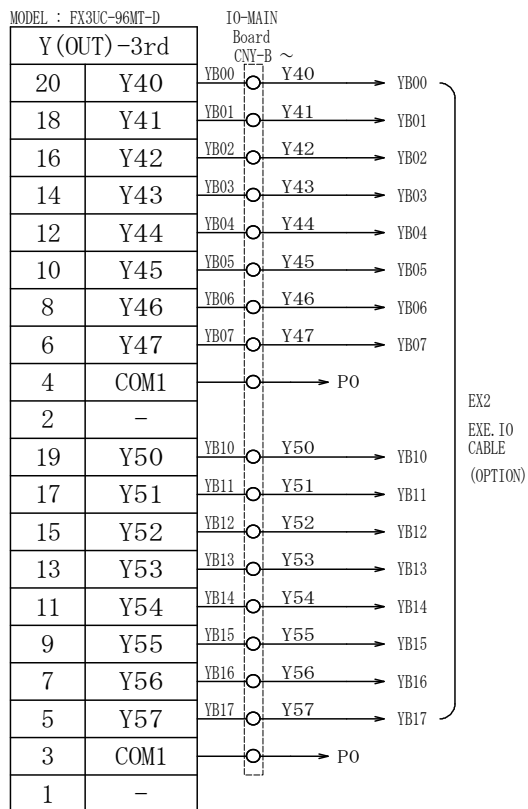 MODEL : FX3UC-96MT-D IO-MAIN
Board
Y(OUT)-3rd CNY-B ～
20 Y40 YB00 Y40 YB00
18 Y41 YB01 Y41 YB01
16 Y42 YB02 Y42 YB02
14 Y43 YB03 Y43 YB03
12 Y44 YB04 Y44 YB04
10 Y45 YB05 Y45 YB05
8 Y46 YB06 Y46 YB06
6 Y47 YB07 Y47 YB07
4 COM1 P0
2 -
EX2
EXE.IO
CABLE
(OPTION)
19 Y50 YB10 Y50 YB10
17 Y51 YB11 Y51 YB11
15 Y52 YB12 Y52 YB12
13 Y53 YB13 Y53 YB13
11 Y54 YB14 Y54 YB14
9 Y55 YB15 Y55 YB15
7 Y56 YB16 Y56 YB16
5 Y57 YB17 Y57 YB17
3 COM1 P0
1 -